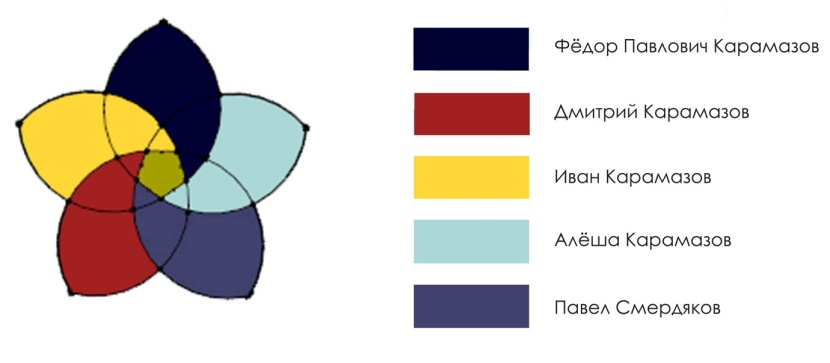 Фёдор Павлович Карамазов
Дмитрий Карамазов
Иван Карамазов
Алёша Карамазов
Павел Смердяков